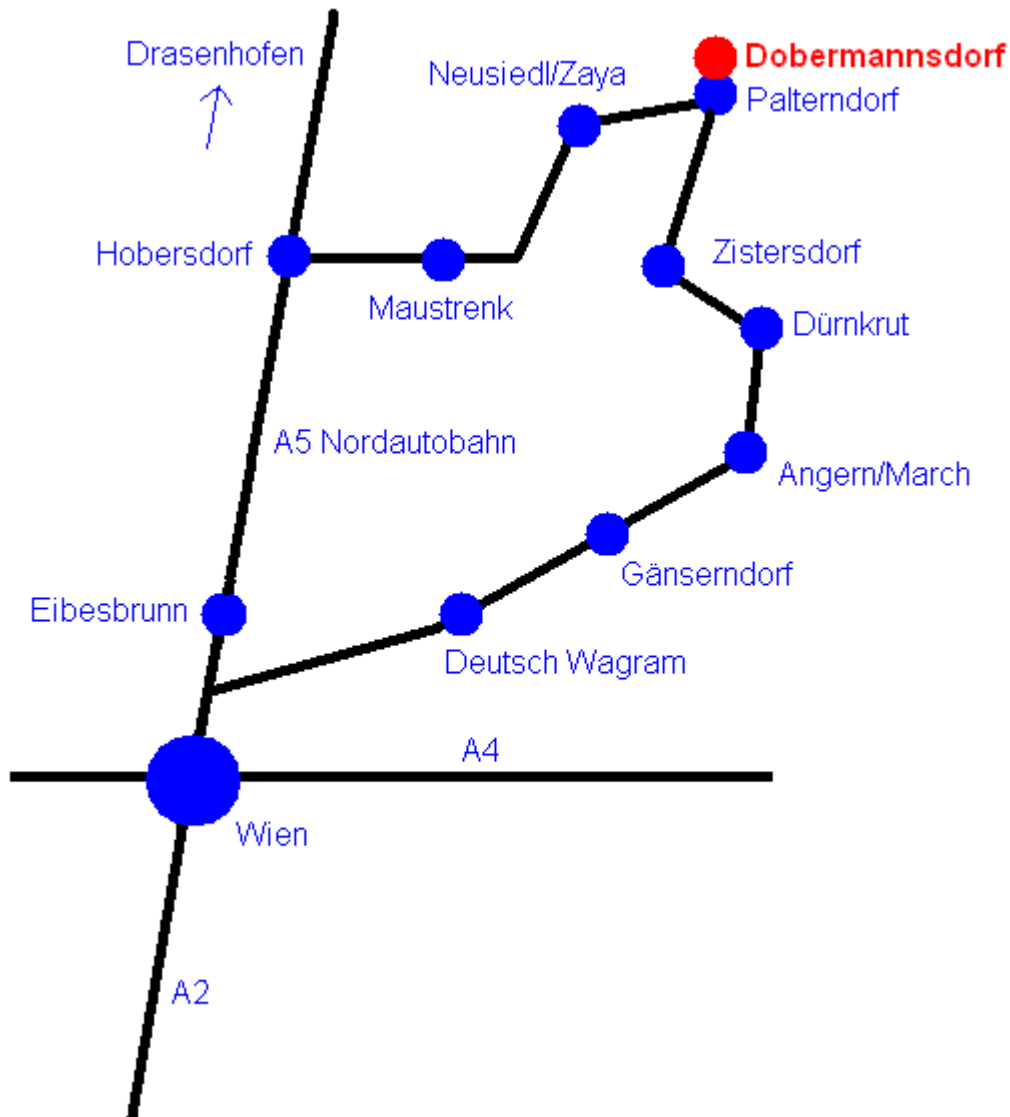 Drasenhofen
Dobermannsdorf
Neusiedl/Zaya
Palterndorf
Hobersdorf
Zistersdorf
Maustrenk
Dürnkrut
A5 Nordautobahn
Angern/March
Gänserndorf
Eibesbrunn
Deutsch Wagram
A4
Wien
A2